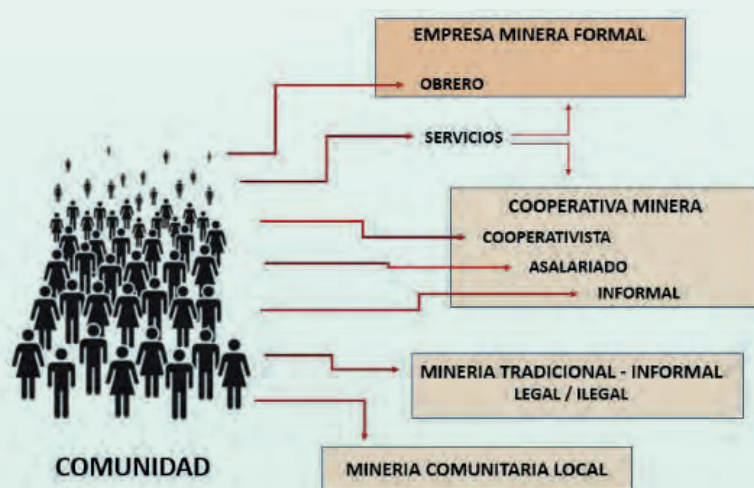 EMPRESA MINERA FORMAL
OBRERO
SERVICIOS
COOPERATIVA MINERA
COOPERATIVISTA
ASALARIADO
INFORMAL
MINERIA TRADICIONAL - INFORMAL
LEGAL / ILEGAL
MINERIA COMUNITARIA LOCAL
COMUNIDAD